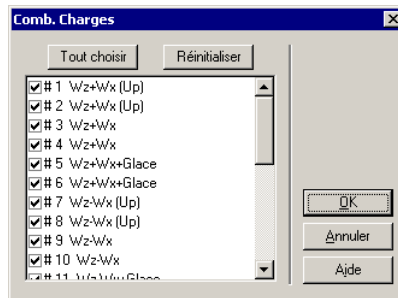 Comb. Charges
Tout choisir Réinitialiser
# 1 Wz+Wx (Up)
# 2 Wz+Wx (Up)
# 3 Wz+Wx
# 4 Wz+Wx
# 5 Wz+Wx+Glace
# 6 Wz+Wx+Glace
# 7 Wz-Wx (Up)
# 8 Wz-Wx (Up)
# 9 Wz-Wx
# 10 Wz-Wx
# 11
OK
Annuler
Aide